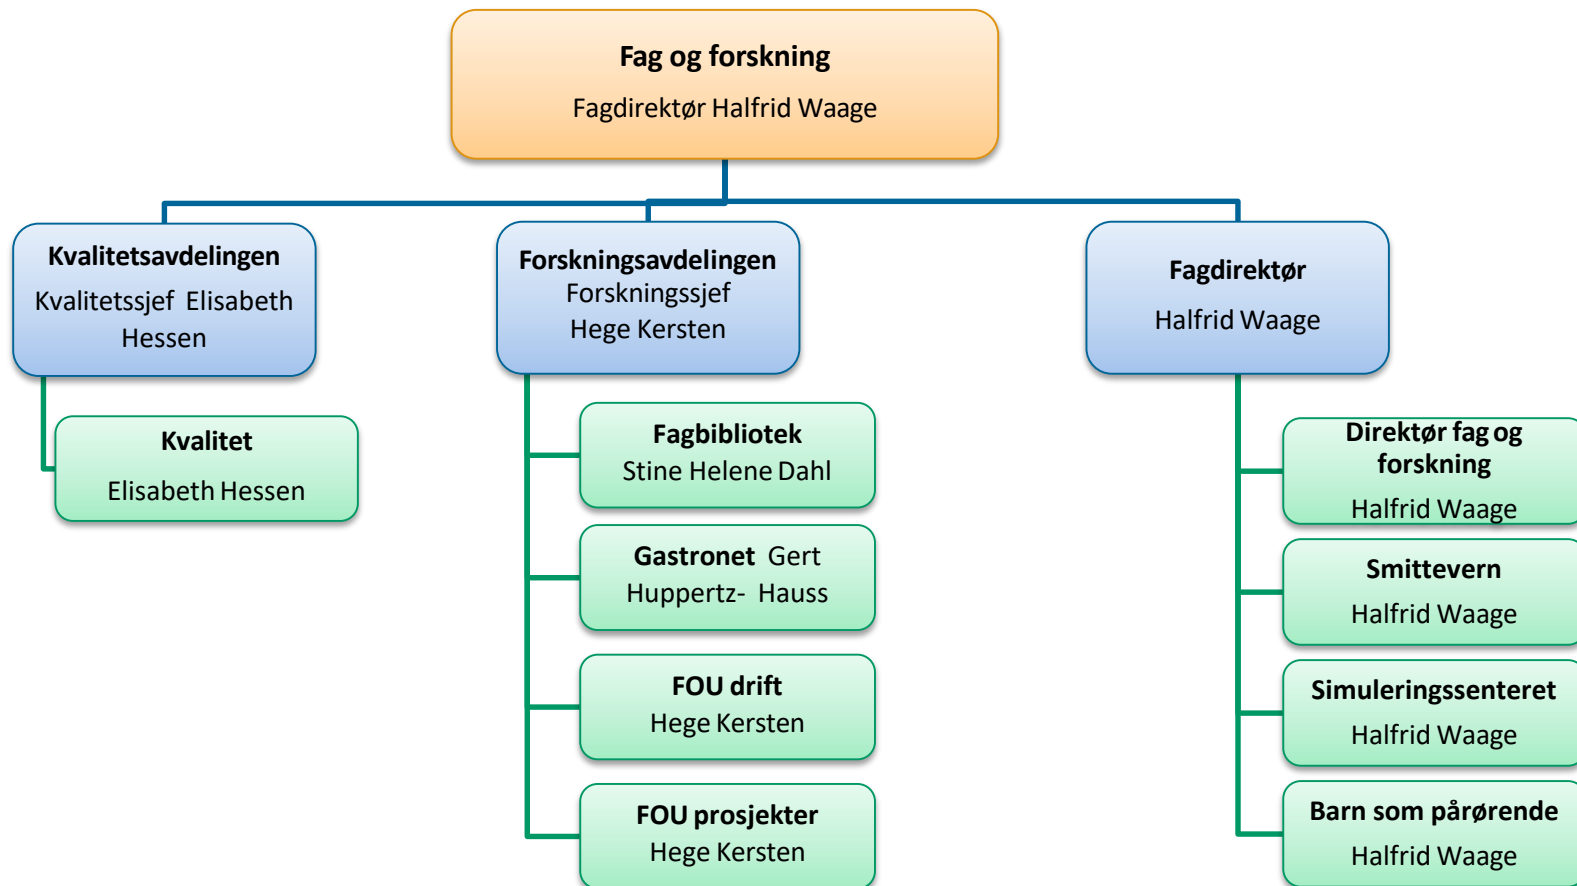 Fag og forskning
Fagdirektør Halfrid Waage
Kvalitetsavdelingen
Kvalitetssjef Elisabeth
Hessen
Kvalitet
Elisabeth Hessen
Forskningsavdelingen
Forskningssjef
Hege Kersten
Fagbibliotek
Stine Helene Dahl
Gastronet Gert
Huppertz- Hauss
FOU drift
Hege Kersten
FOU prosjekter
Hege Kersten
Fagdirektør
Halfrid Waage
Direktør fag og
forskning
Halfrid Waage
Smittevern
Halfrid Waage
Simuleringssenteret
Halfrid Waage
Barn som pårørende
Halfrid Waage